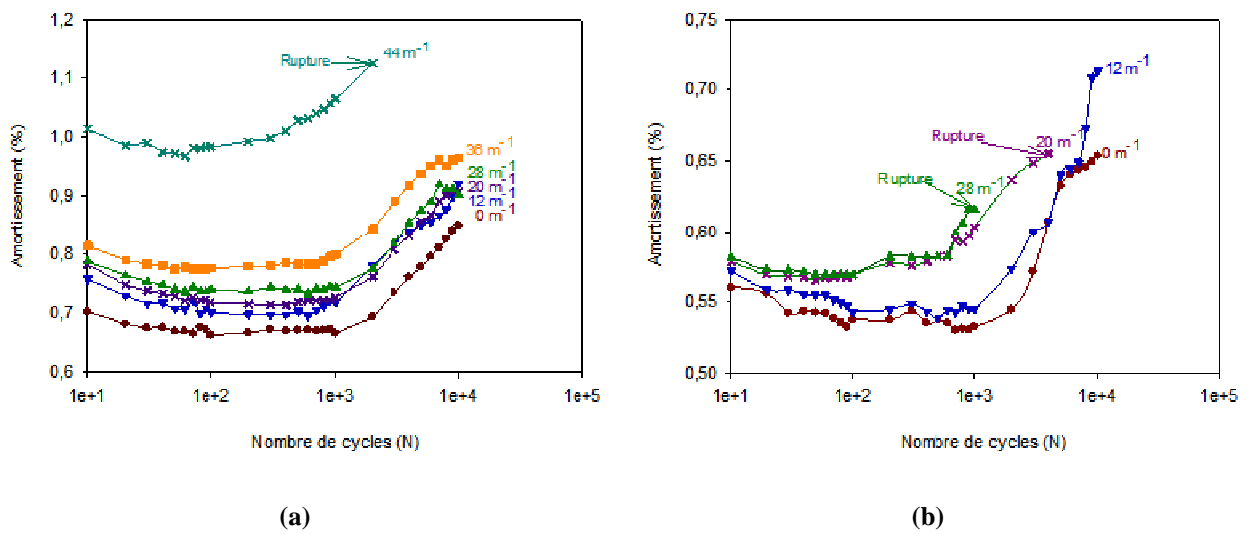 1,2
1,1
1,0
0,9
0,8
0,7
0,6
Amortissement (%)
Rupture
44 m-1
36 m-1
28 m-1
20 m-1
12 m-1
0 m-1
1e+1
1e+2
1e+3
1e+4
1e+5
Nombre de cycles (N)
(a)
0,75
0,70
0,65
0,60
0,55
0,50
Amortissement (%)
12 m-1
Rupture
20 m-1
0 m-1
Rupture
28 m-1
1e+1
1e+2
1e+3
1e+4
1e+5
Nombre de cycles (N)
(b)